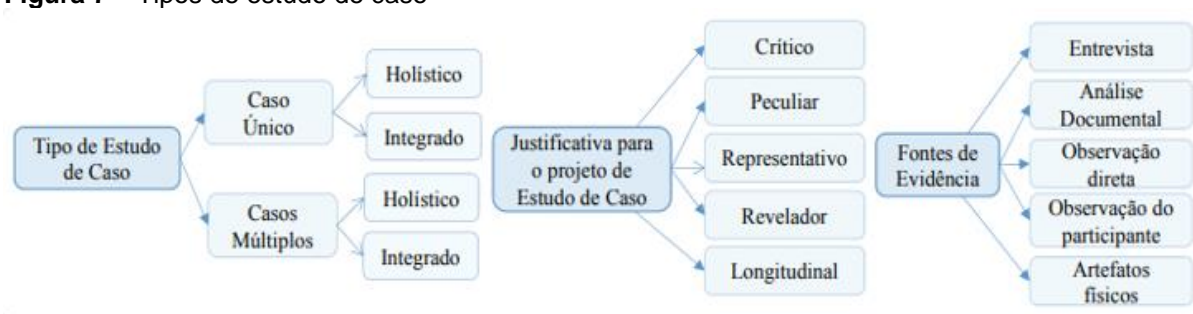 Figura 7 – Tipos de estudo de caso
Tipo de Estudo
de Caso
Caso
Único
Holístico
Integrado
Casos
Múltiplos
Holístico
Integrado
Justificativa para
o projeto de
Estudo de Caso
Crítico
Peculiar
Representativo
Revelador
Longitudinal
Fontes de
Evidência
Entrevista
Análise
Documental
Observação
direta
Observação do
participante
Artefatos
físicos